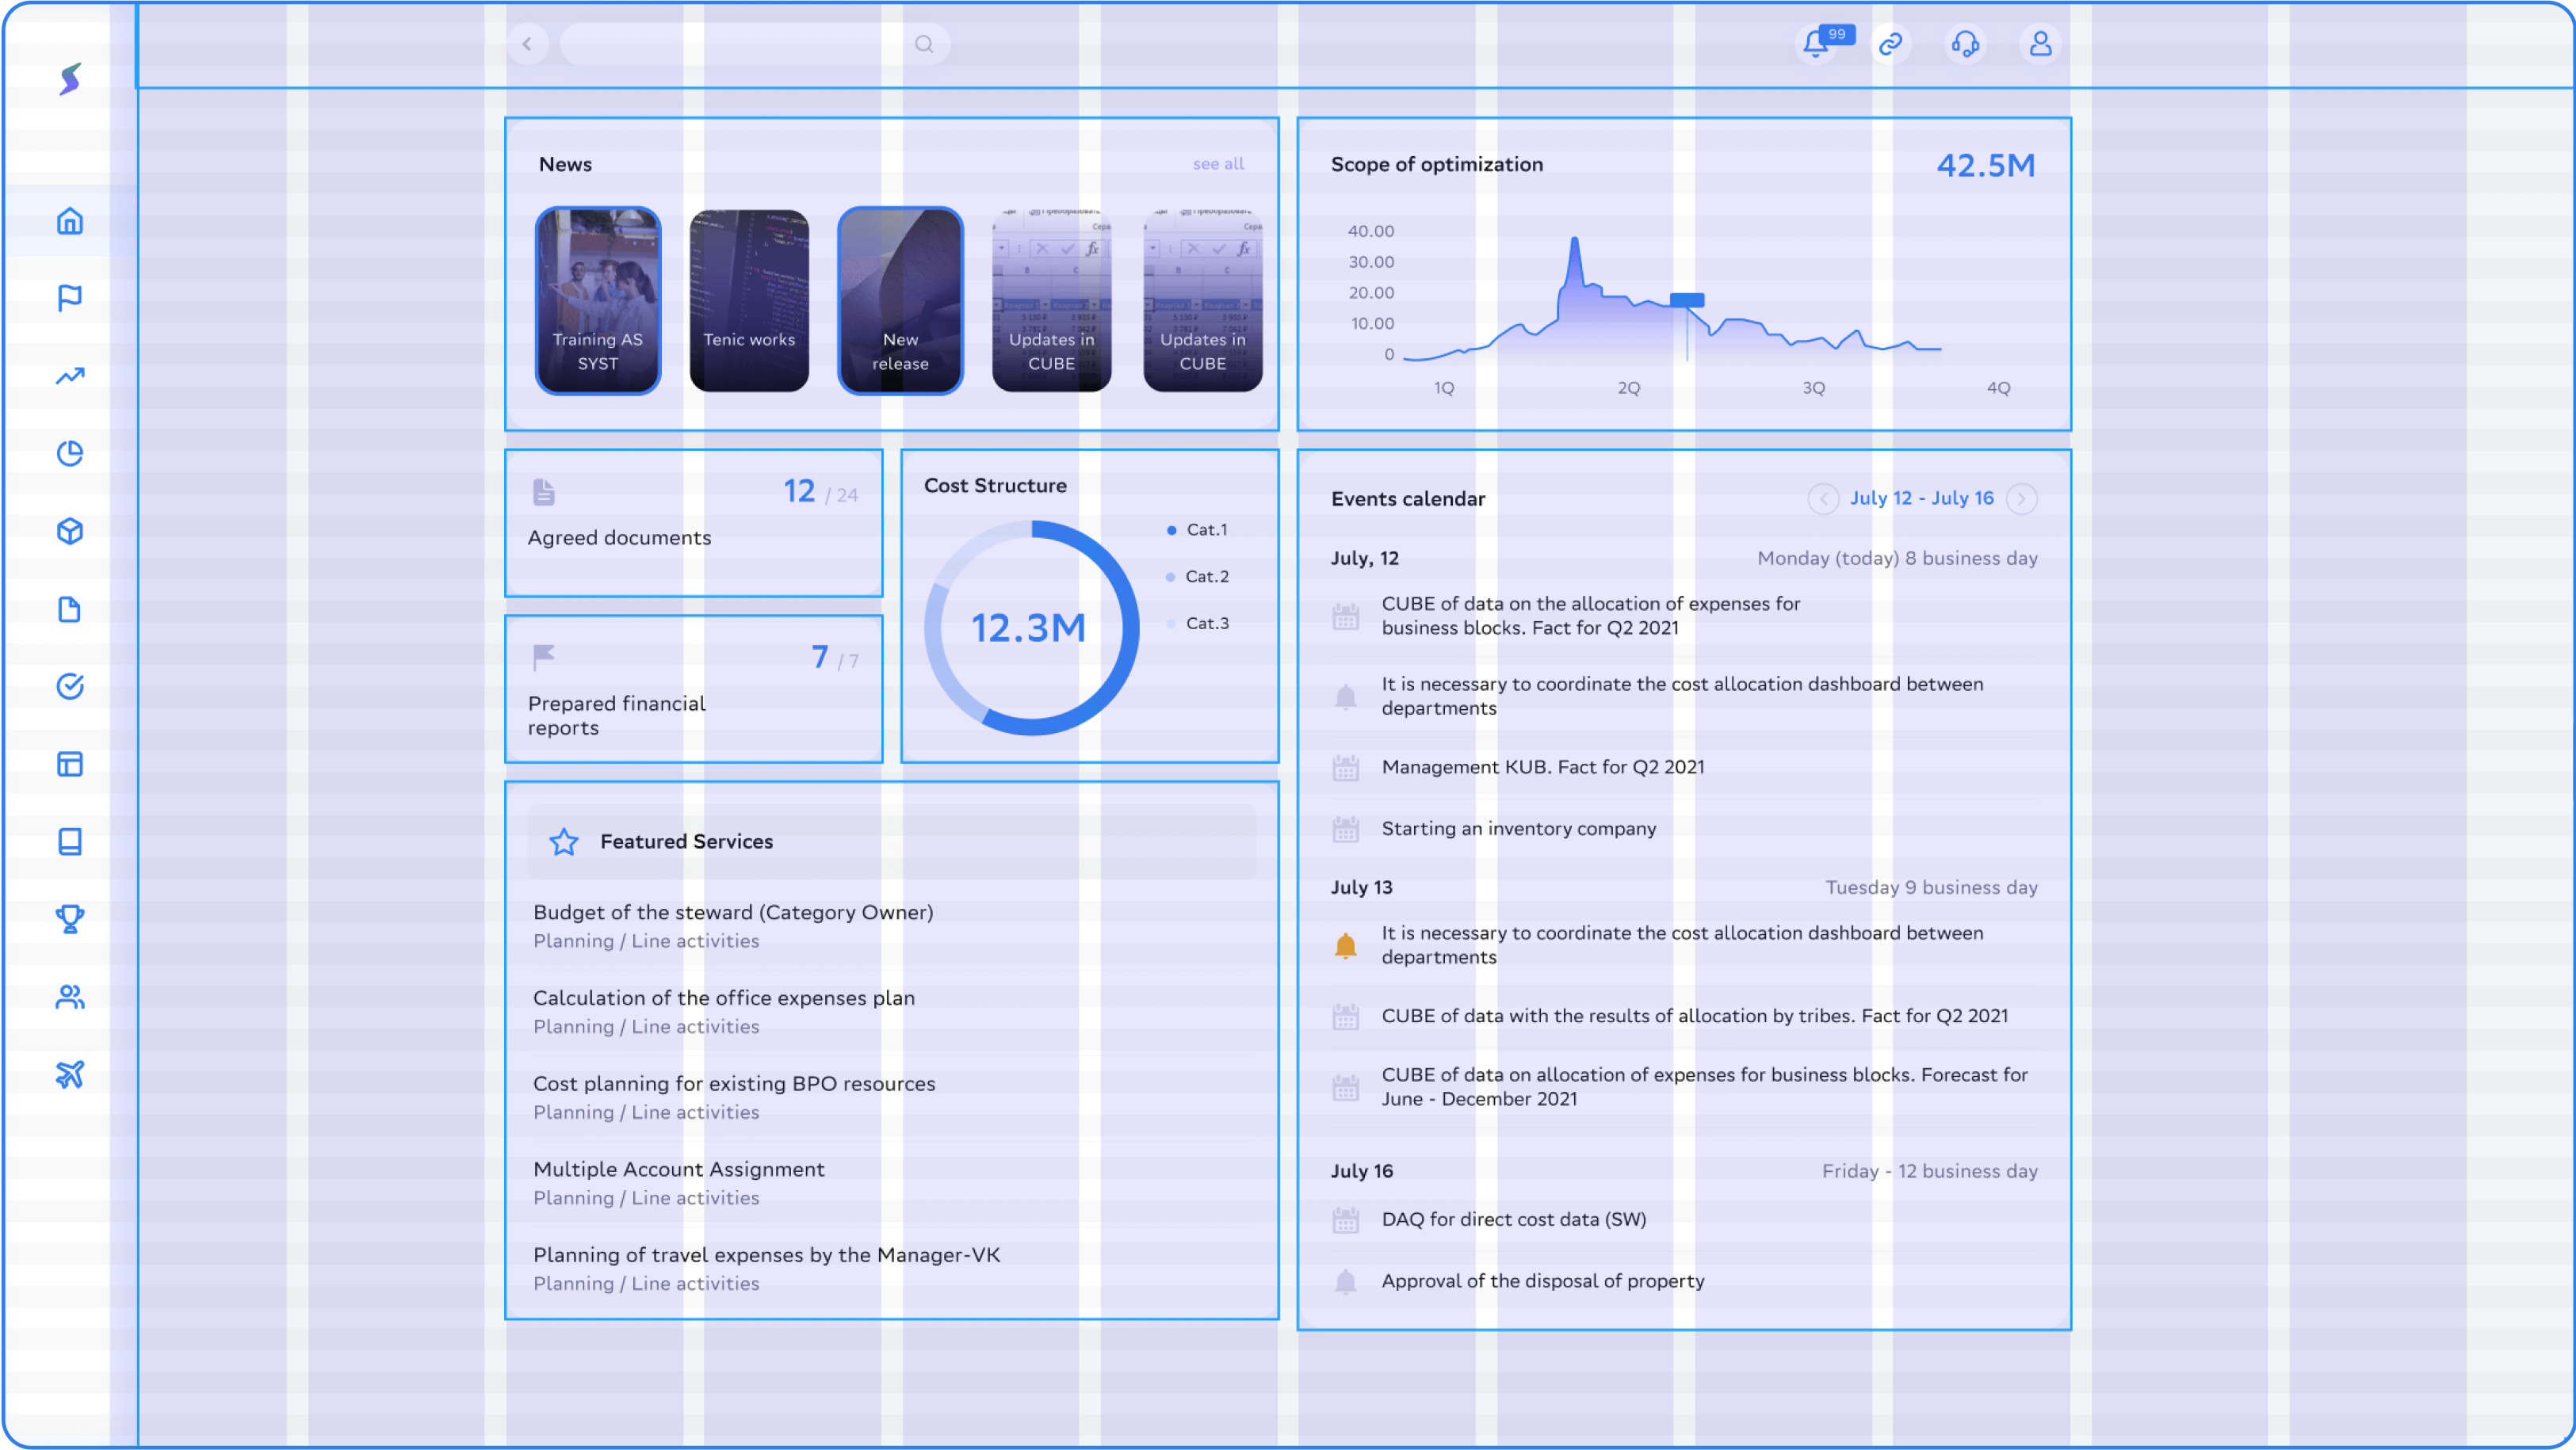 99
News
see all
Training AS
SYST
Tenic works
New
release
Updates in
CUBE
Updates in
CUBE
Scope of optimization
42.5M
40.00
30.00
20.00
10.00
0
1Q
2Q
3Q
4Q
12 / 24
Agreed documents
7 / 7
Prepared financial
reports
Cost Structure
12.3M
Cat.1
Cat.2
Cat.3
Featured Services
Budget of the steward (Category Owner)
Planning / Line activities
Calculation of the office expenses plan
Planning / Line activities
Cost planning for existing BPO resources
Planning / Line activities
Multiple Account Assignment
Planning / Line activities
Planning of travel expenses by the Manager-VK
Planning / Line activities
Events calendar
July 12 - July 16
July, 12
Monday (today) 8 business day
CUBE of data on the allocation of expenses for
business blocks. Fact for Q2 2021
It is necessary to coordinate the cost allocation dashboard between
departments
Management KUB. Fact for Q2 2021
Starting an inventory company
July 13
Tuesday 9 business day
It is necessary to coordinate the cost allocation dashboard between
departments
CUBE of data with the results of allocation by tribes. Fact for Q2 2021
CUBE of data on allocation of expenses for business blocks. Forecast for
June - December 2021
July 16
Friday - 12 business day
DAQ for direct cost data (SW)
Approval of the disposal of property